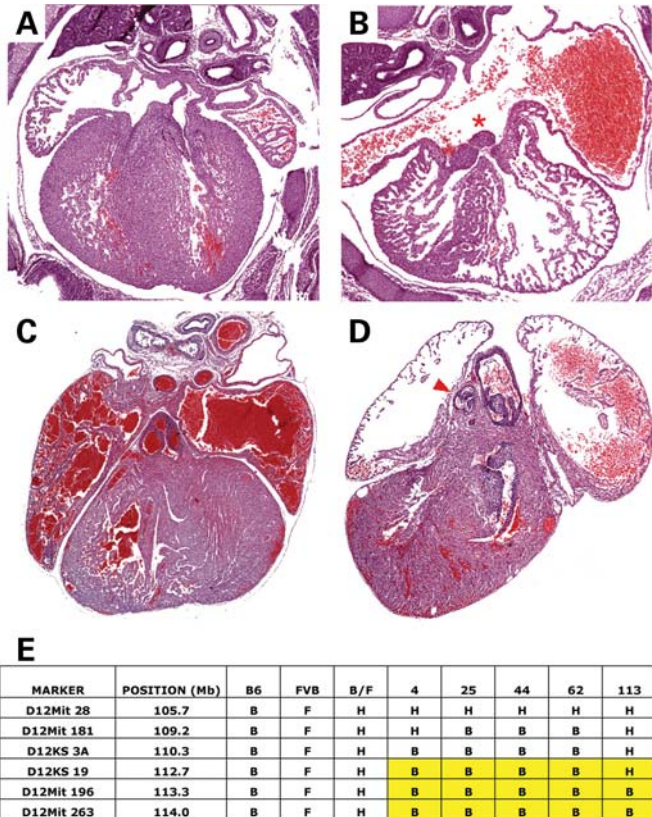 A B
* *
C D
E
MARKER POSITION (Mb) B6 FVB B/F 4 25 44 62 113
D12Mit 28 105.7 B F H H H H H H
D12Mit 181 109.2 B F H H B B B H
D12KS 3A 110.3 B F H B B B B H
D12KS 19 112.7 B F H B B B B H
D12Mit 196 113.3 B F H B B B B B
D12Mit 263 114.0 B F H B B B B B